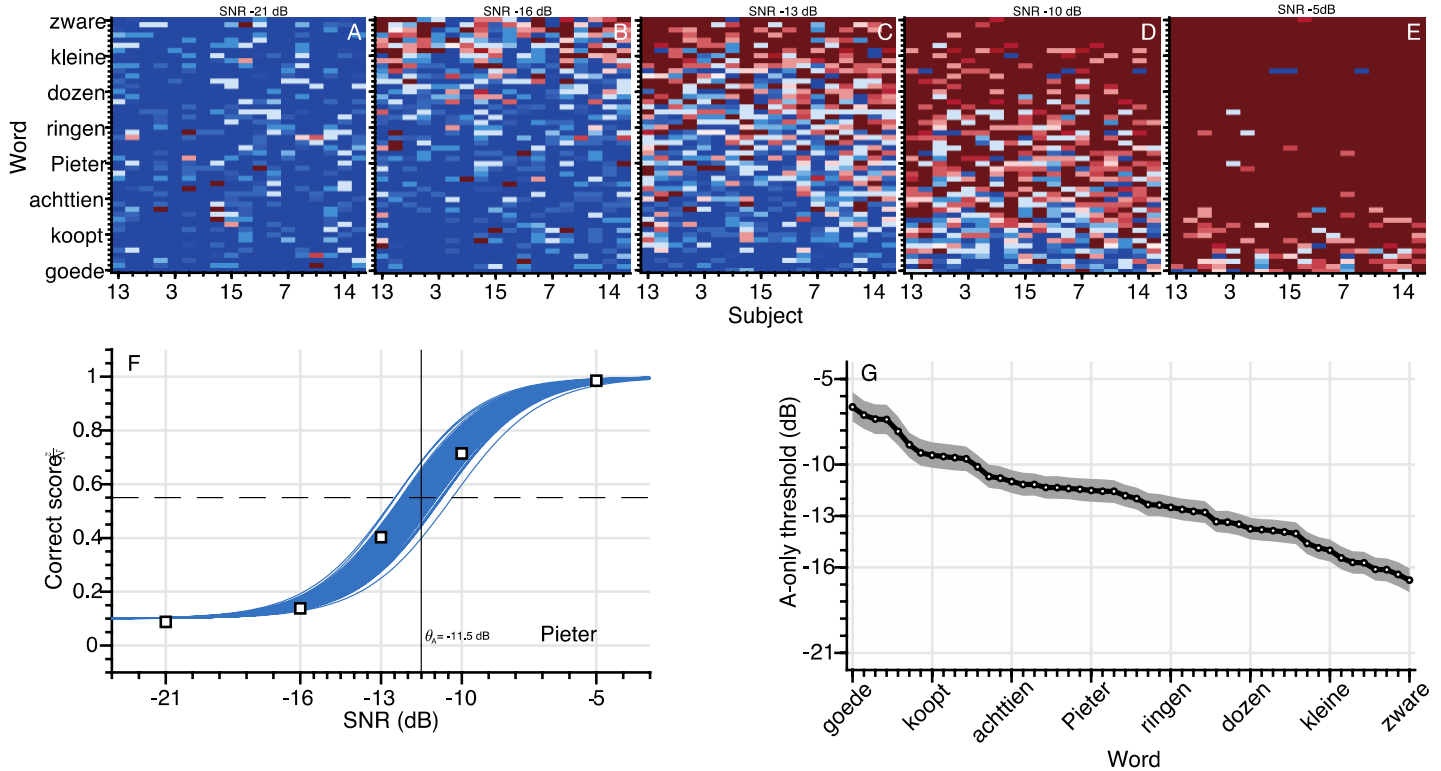 SNR -21 dB
SNR -16 dB
SNR -13 dB
SNR -10 dB
SNR -5dB
A
B
C
D
E
Word
zware
kleine
dozen
ringen
Pieter
achttien
koopt
goede
13 3 15 7 14
13 3 15 7 14
13 3 15 7 14
13 3 15 7 14
13 3 15 7 14
Subject
F
Correct score
1
0.8
0.6
0.4
0.2
0
θA= -11.5 dB
Pieter
-21 -16 -13 -10 -5
SNR (dB)
G
A-only threshold (dB)
-5
-10
-13
-16
-21
goede koopt achttien Pieter ringen dozen kleine zware
Word